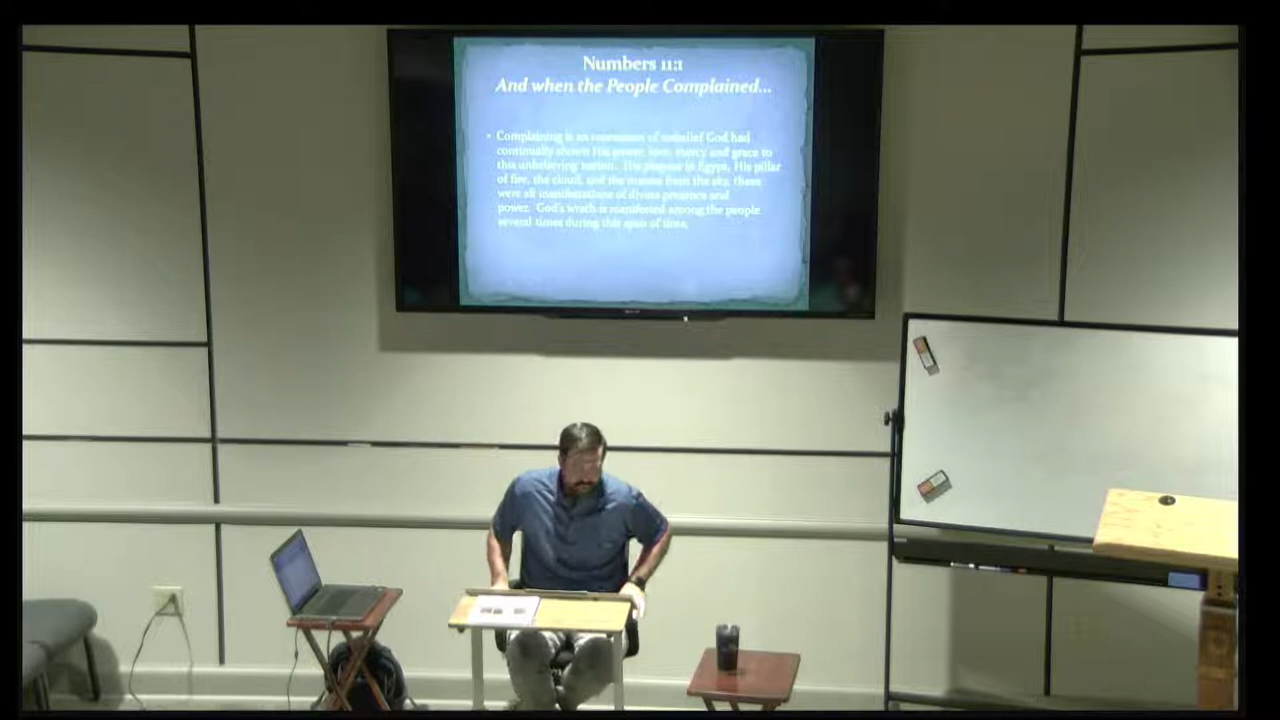 Numbers 11:1
And when the People Complained...
• Complaining is an expression of unbelief God had
continually shown His power, love, mercy and grace to
this unbelieving nation. The plagues in Egypt, His pillar
of fire, the cloud, and the manna from the sky, these
were all manifestations of divine presence and
power. God's wrath is manifested among the people
several times during this span of time.